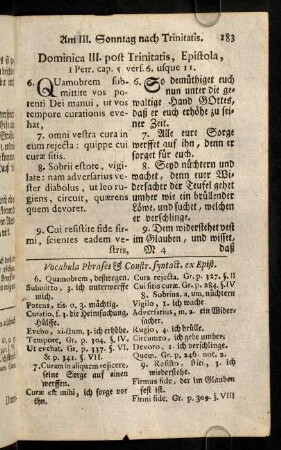 Am III. Sonntag nach Trinitatis. 183
Dominica III. post Trinitatis, Epistola,
1 Petr. cap. 5 vers. 6. usque 11.
6. Quamobrem sub-
mittite vos po-
tenti Dei manui, ut vos
tempore curationis eve-
hat,
7. omni vestra cura in
eum rejecta: quippe cui
curæ sitis.
8. Sobrii estote, vigi-
late: nam adversarius ve-
ster diabolus, ut leo ru-
giens, circuit, quærens
quem devoret.
9. Cui resistite fide fir-
mi, scientes eadem ve-
stris,
6. So demüthiget euch
nun unter die ge-
waltige Hand GOttes,
daß er euch erhöhe zu sei-
ner Zeit.
7. Alle eure Sorge
werfft auf ihn, denn er
sorget für euch.
8. Seyd nüchtern und
wachet, denn euer Wi-
dersacher der Teufel gehet
umher wie ein brüllender
Löwe, und suchet, welchen
er verschlinge.
9. Dem widerstehet vest
im Glauben, und wisset,
M 4 daß
Vocabula Phrases & Constr. syntact. ex Epist.
6. Quamobrem, deßwegen.
Submitto, 3. ich unterwerffe
mich.
Potens, tis, o, 3. mächtig.
Curatio, f. 3. die Heimsuchung,
Hülffe.
Eveho, xi, ctum, 3. ich erhöhe.
Tempore, Gr. p. 304. §. IV.
Ut evehat, Gr. p. 337. §. VI.
& p. 341. §. VII.
7. Curam in aliquem rejicere,
seine Sorge auf einen
werffen.
Curæ est mihi, ich sorge vor
ihn.
Cura rejecta, Gr. p. 327. §. II
Cui sitis curæ, Gr. p. 284. §. IV
8. Sobrius, a, um, nüchtern
Vigilo, 1. ich wache.
Adversarius, m, 2. ein Wider-
sacher.
Rugio, 4. ich brülle.
Circumeo, ich gehe umher.
Devoro, 1. ich verschlinge.
Quem, Gr. p. 246. not. 2.
9. Resisto, stiti, 3. ich
widerstehe.
Firmus fide, der im Glauben
fest ist.
Firmi fide, Gr. p. 309. §. VIII